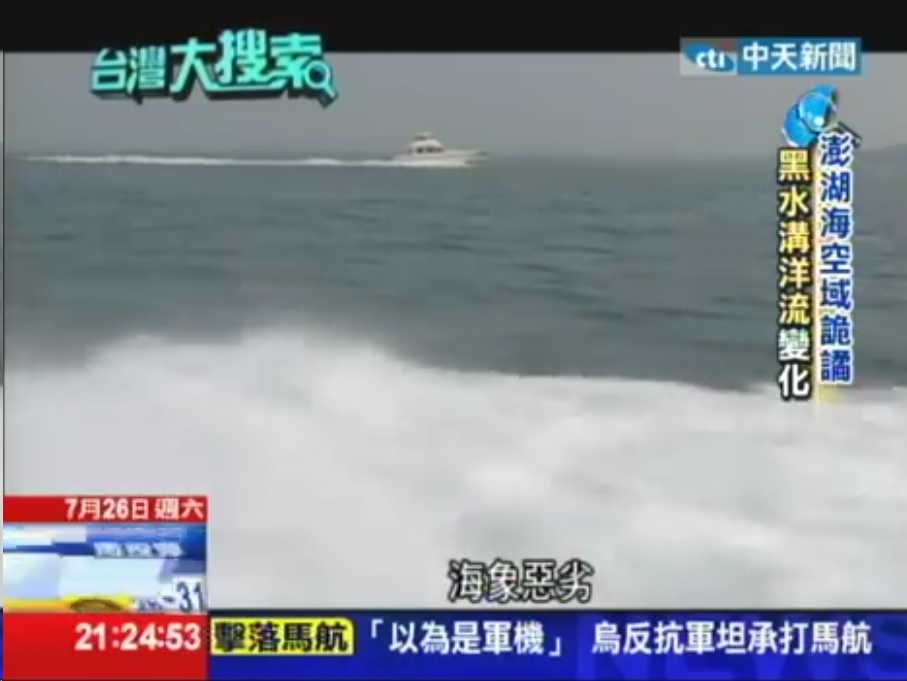 台灣大搜索
cti 中天新聞
澎湖海空域詭譎
黑水溝洋流變化
7月26日 週六
31
海象惡劣
21:24:53
擊落馬航 「以為是軍機」 烏反抗軍坦承打馬航
NEWS